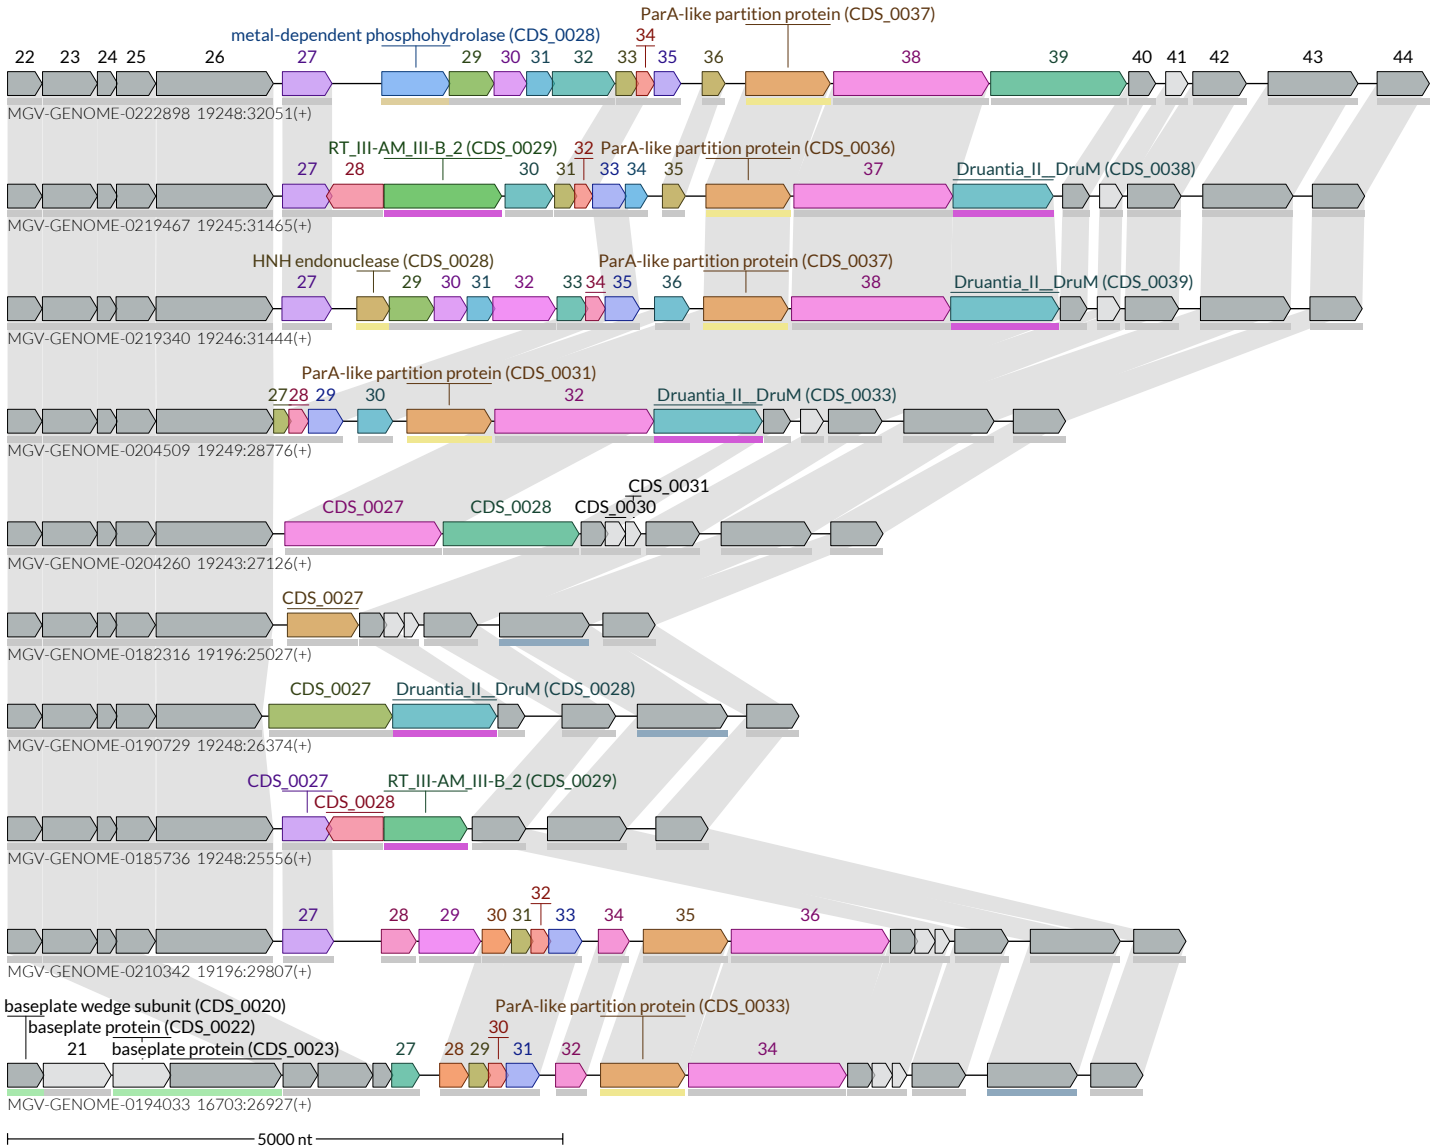 ParA-like partition protein (CDS_0037)
metal-dependent phosphohydrolase (CDS_0028) 34
22 23 24 25 26 27 29 30 31 32 33 35 36 38 39 40 41 42 43 44
MGV-GENOME-0222898 19248:32051(+)
RT_III-AM_III-B_2 (CDS_0029) 32 ParA-like partition protein (CDS_0036)
27 28 30 31 33 34 35 37 Druantia_II__DruM (CDS_0038)
MGV-GENOME-0219467 19245:31465(+)
HNH endonuclease (CDS_0028) ParA-like partition protein (CDS_0037)
27 29 30 31 32 33 34 35 36 38 Druantia_II__DruM (CDS_0039)
MGV-GENOME-0219340 19246:31444(+)
ParA-like partition protein (CDS_0031)
27 28 29 30 32 Druantia_II__DruM (CDS_0033)
MGV-GENOME-0204509 19249:28776(+)
CDS_0031
CDS_0027 CDS_0028 CDS_0030
MGV-GENOME-0204260 19243:27126(+)
CDS_0027
MGV-GENOME-0182316 19196:25027(+)
CDS_0027 Druantia_II__DruM (CDS_0028)
MGV-GENOME-0190729 19248:26374(+)
CDS_0027 RT_III-AM_III-B_2 (CDS_0029)
CDS_0028
MGV-GENOME-0185736 19248:25556(+)
32
27 28 29 30 31 33 34 35 36
MGV-GENOME-0210342 19196:29807(+)
baseplate wedge subunit (CDS_0020) ParA-like partition protein (CDS_0033)
baseplate protein (CDS_0022) 30
21 baseplate protein (CDS_0023) 27 28 29 31 32 34
MGV-GENOME-0194033 16703:26927(+)
5000 nt